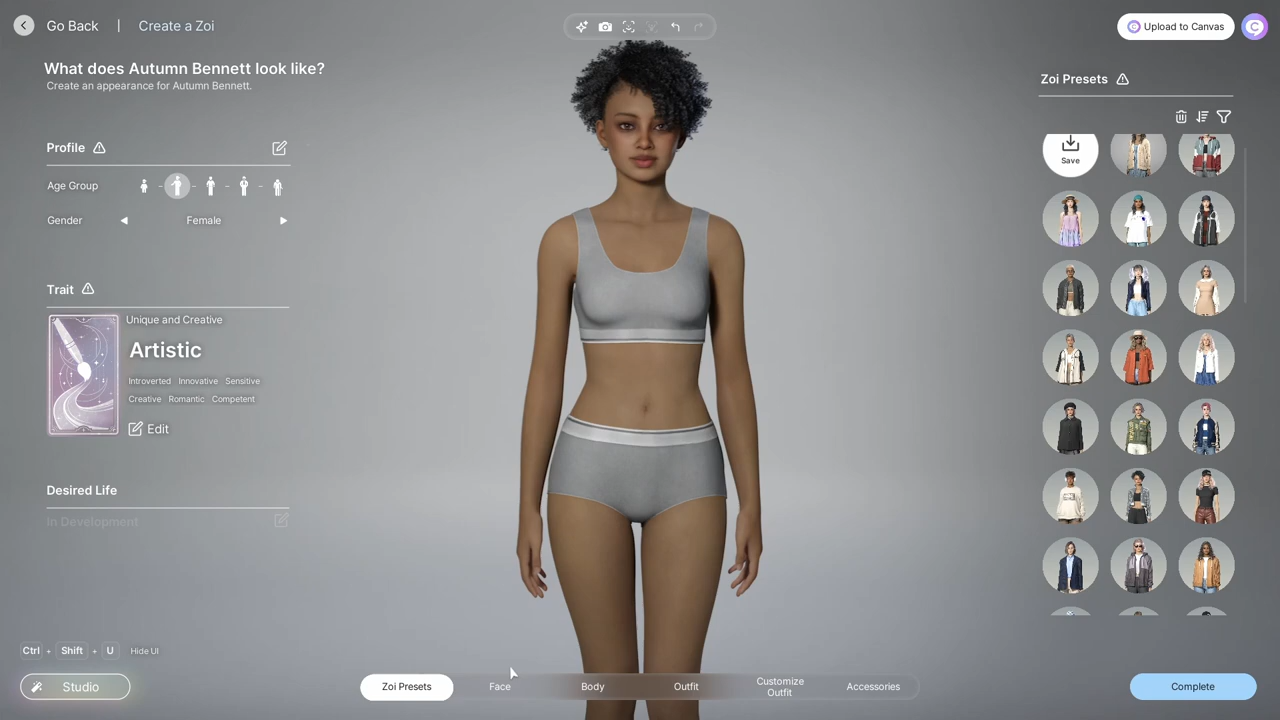 Go Back | Create a Zoi
Upload to Canvas
What does Autumn Bennett look like?
Create an appearance for Autumn Bennett.
Profile
Age Group
Gender Female
Trait
Unique and Creative
Artistic
Introverted Innovative Sensitive
Creative Romantic Competent
Edit
Desired Life
In Development
Ctrl + Shift + U Hide UI
Studio
Zoi Presets
Save
Zoi Presets Face Body Outfit Customize Outfit Accessories
Complete